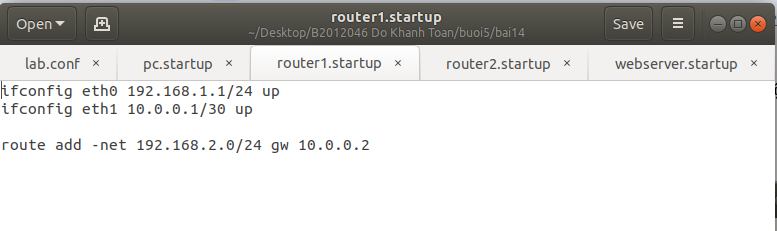 Open
router1.startup
~/Desktop/B2012046 Do Khanh Toan/buoi5/bai14
Save
lab.conf × pc.startup × router1.startup × router2.startup × webserver.startup ×
ifconfig eth0 192.168.1.1/24 up
ifconfig eth1 10.0.0.1/30 up
route add -net 192.168.2.0/24 gw 10.0.0.2